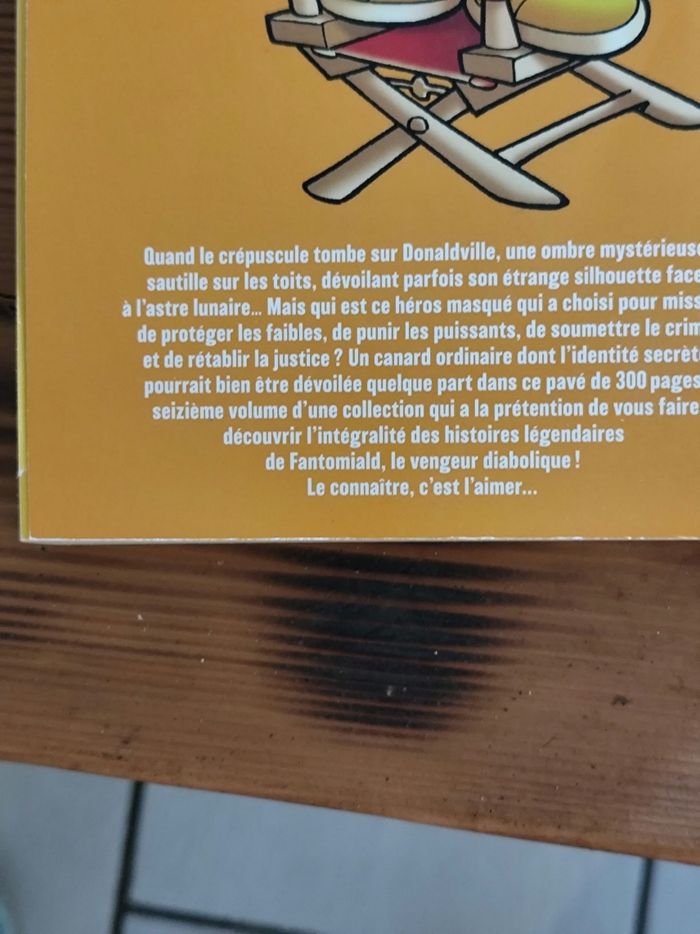 Quand le crépuscule tombe sur Donaldville, une ombre mystérieuse
sautille sur les toits, dévoilant parfois son étrange silhouette face
à l'astre lunaire... Mais qui est ce héros masqué qui a choisi pour miss
de protéger les faibles, de punir les puissants, de soumettre le crim
et de rétablir la justice ? Un canard ordinaire dont l'identité secrèt
pourrait bien être dévoilée quelque part dans ce pavé de 300 pages
seizième volume d'une collection qui a la prétention de vous faire
découvrir l'intégralité des histoires légendaires
de Fantomiald, le vengeur diabolique !
Le connaître, c'est l'aimer...